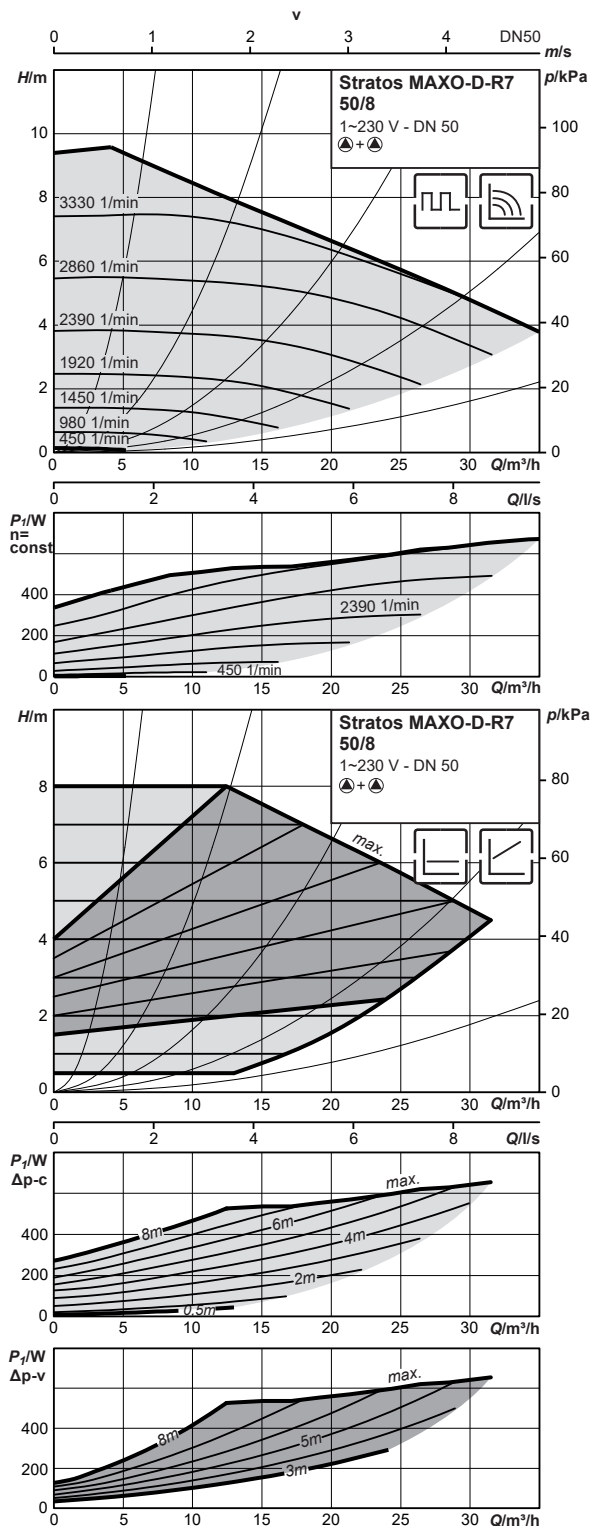 v
0 1 2 3 4 DN50
m/s
H/m
p/kPa
Stratos MAXO-D-R7
50/8
1~230 V - DN 50
+
10
8
6
4
2
0
100
80
60
40
20
0
3330 1/min
2860 1/min
2390 1/min
1920 1/min
1450 1/min
980 1/min
450 1/min
0 5 10 15 20 25 30 Q/m³/h
0 2 4 6 8 Q/l/s
P₁/W
n=
const
400
200
0
2390 1/min
450 1/min
0 5 10 15 20 25 30 Q/m³/h
H/m
p/kPa
Stratos MAXO-D-R7
50/8
1~230 V - DN 50
+
8
6
4
2
0
80
60
40
20
0
max.
0 5 10 15 20 25 30 Q/m³/h
0 2 4 6 8 Q/l/s
P₁/W
Δp-c
400
200
0
max.
8m
6m
4m
2m
0.5m
0 5 10 15 20 25 30 Q/m³/h
P₁/W
Δp-v
400
200
0
max.
8m
5m
3m
0 5 10 15 20 25 30 Q/m³/h